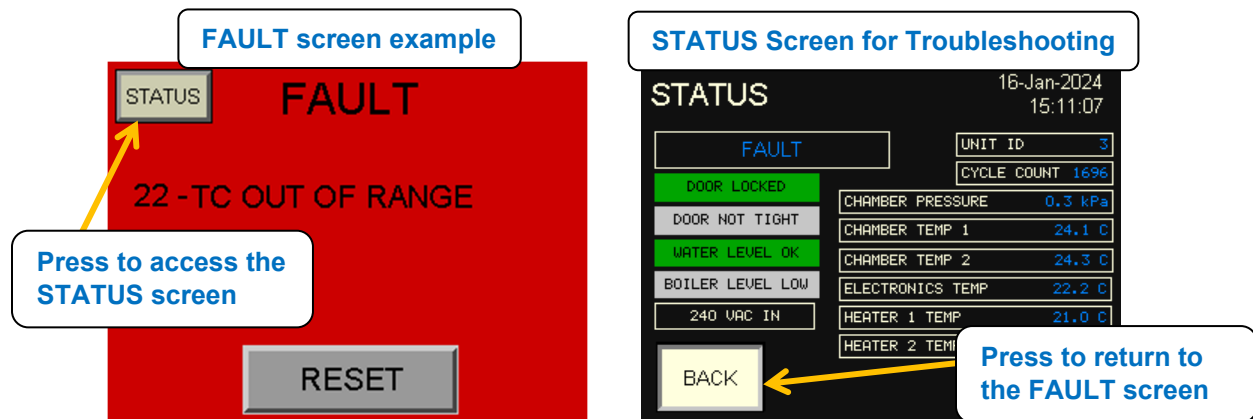 FAULT screen example
STATUS
FAULT
22 - TC OUT OF RANGE
Press to access the
STATUS screen
RESET
STATUS Screen for Troubleshooting
STATUS
16-Jan-2024
15:11:07
FAULT
UNIT ID 3
CYCLE COUNT 1696
DOOR LOCKED
DOOR NOT TIGHT
WATER LEVEL OK
BOILER LEVEL LOW
240 VAC IN
CHAMBER PRESSURE 0.3 kPa
CHAMBER TEMP 1 24.1 C
CHAMBER TEMP 2 24.3 C
ELECTRONICS TEMP 22.2 C
HEATER 1 TEMP 21.0 C
HEATER 2
BACK
Press to return to
the FAULT screen